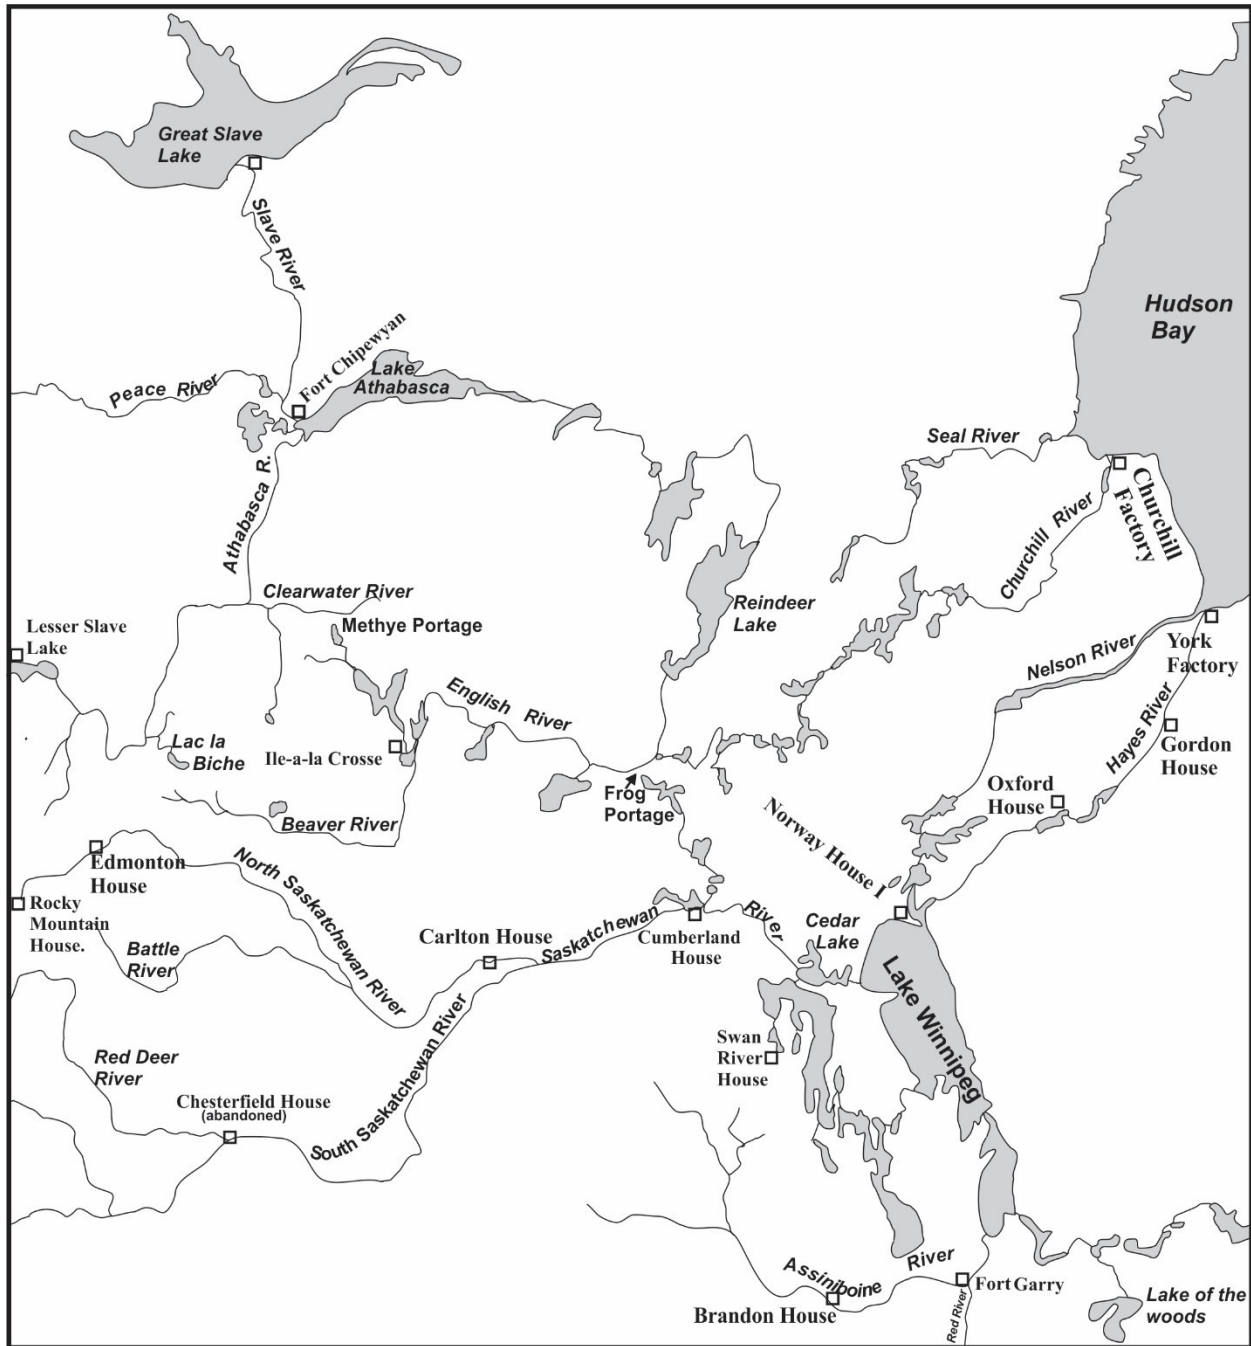 Great Slave
Lake
Slave River
Hudson
Bay
Fort Chipewyan
Lake
Athabasca
Peace River
Seal River
Athabasca R.
Churchill
Factory
Churchill River
Clearwater River
Methye Portage
Reindeer
Lake
Lesser Slave
Lake
York
Factory
Nelson River
English River
Hayes River
Lac la
Biche
Ile-a-la Crosse
Gordon
House
Frog
Portage
Oxford
House
Beaver River
Norway House I
Edmonton
House
North Saskatchewan River
Rocky
Mountain
House.
Battle
River
Carlton House
Saskatchewan River
Cumberland
House
Cedar
Lake
Lake Winnipeg
Swan
River
House
Red Deer
River
Chesterfield House
(abandoned)
South Saskatchewan River
Assiniboine River
Brandon House
Fort Garry
Red River
Lake of the
woods